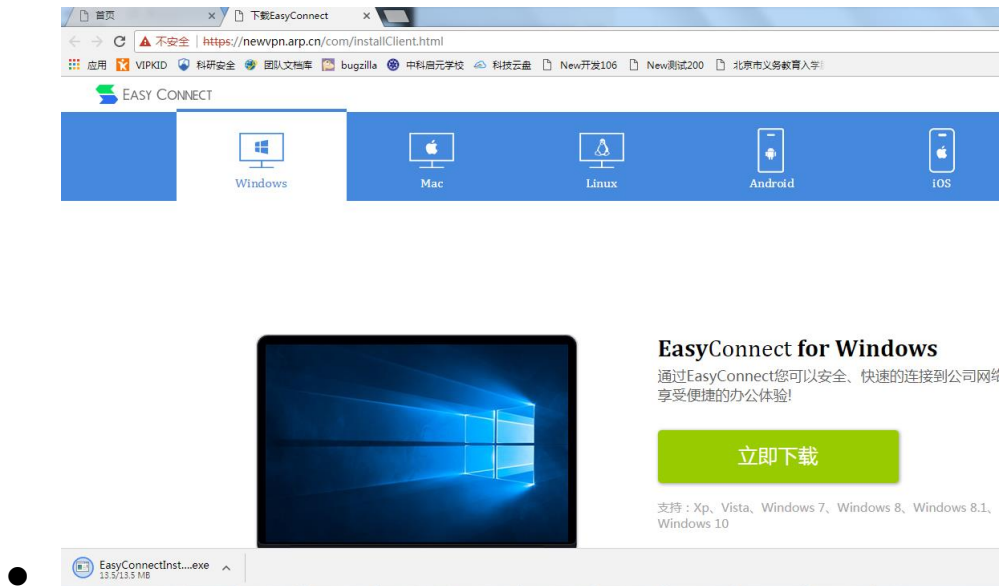 首页
下载EasyConnect
不安全 | https://newvpn.arp.cn/com/installClient.html
应用 VIPKID 科研安全 团队文档库 bugzilla 中科启元学校 科技云盘 New开发106 New测试200 北京市义务教育入学
EASY CONNECT
Windows Mac Linux Android iOS
EasyConnect for Windows
通过EasyConnect您可以安全、快速的连接到公司网络
享受便捷的办公体验!
立即下载
支持：Xp、Vista、Windows 7、Windows 8、Windows 8.1、
Windows 10
EasyConnectInst....exe
13.5/13.5 MB